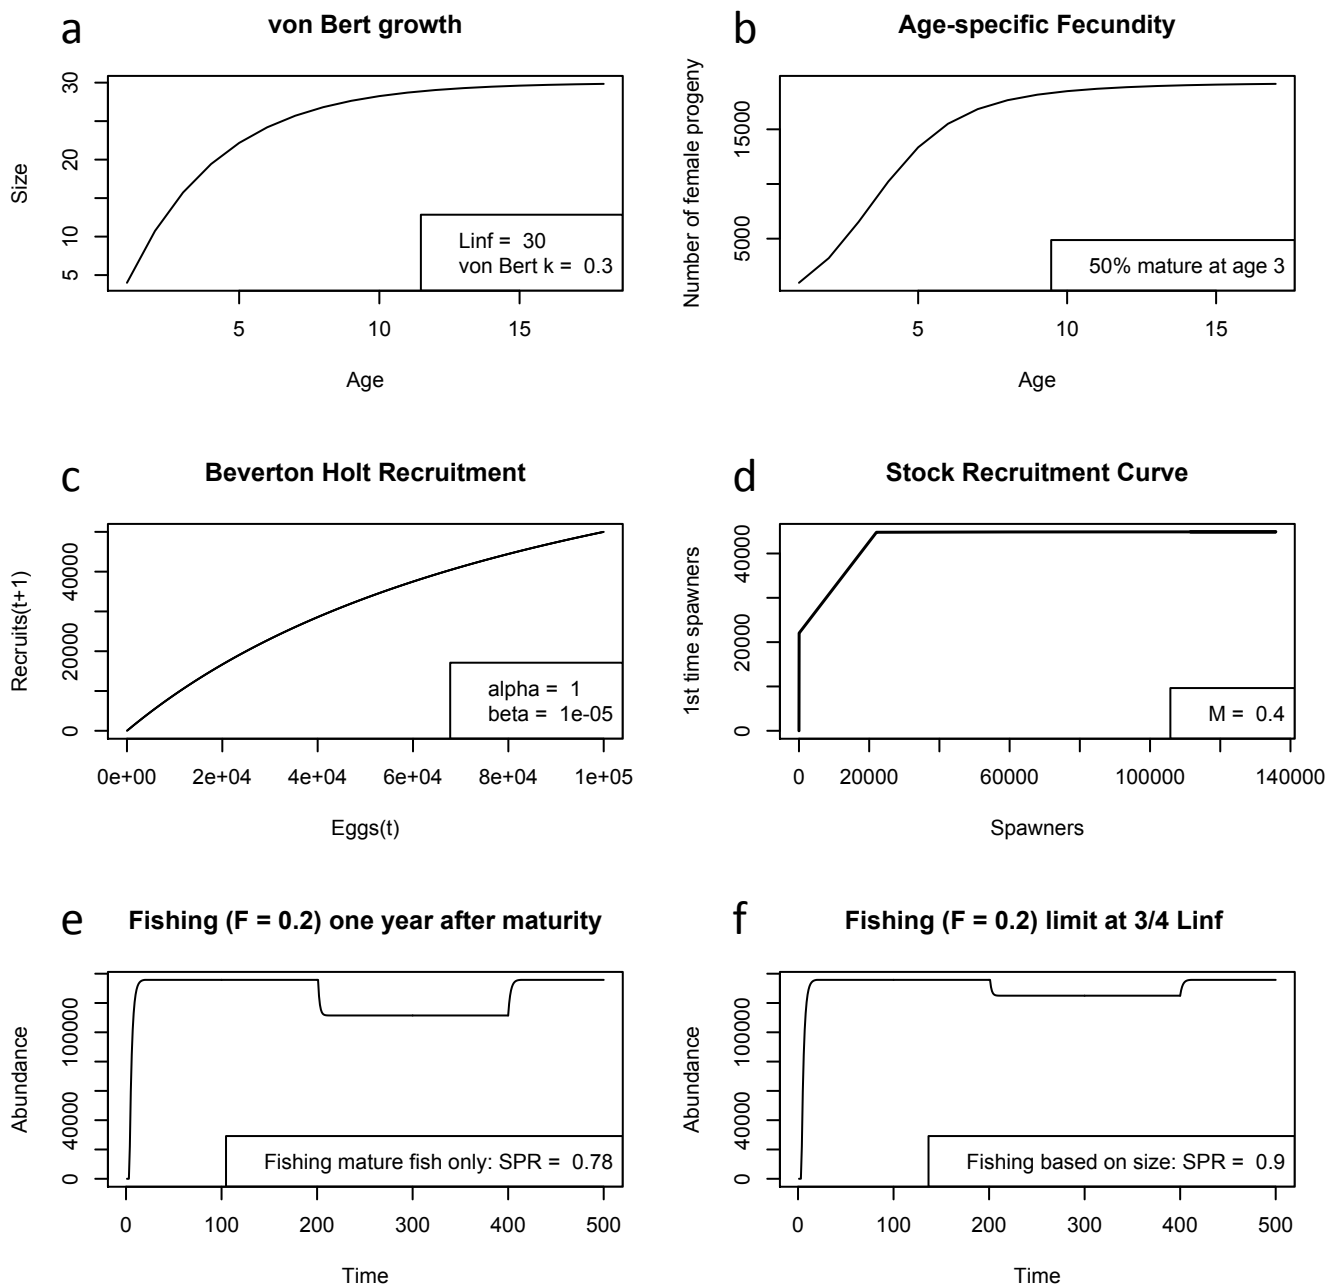 a
von Bert growth
Size
5
10
20
30
5
10
15
Age
Linf =  30
von Bert k =  0.3
b
Age-specific Fecundity
Number of female progeny
5000
15000
5
10
15
Age
50% mature at age 3
c
Beverton Holt Recruitment
Recruits(t+1)
0
20000
40000
0e+00
2e+04
4e+04
6e+04
8e+04
1e+05
Eggs(t)
alpha =  1
beta =  1e-05
d
Stock Recruitment Curve
1st time spawners
0
20000
40000
0
20000
60000
100000
140000
Spawners
M =  0.4
e
Fishing (F = 0.2) one year after maturity
Abundance
0
40000
100000
0
100
200
300
400
500
Time
Fishing mature fish only: SPR =  0.78
f
Fishing (F = 0.2) limit at 3/4 Linf
Abundance
0
40000
100000
0
100
200
300
400
500
Time
Fishing based on size: SPR =  0.9